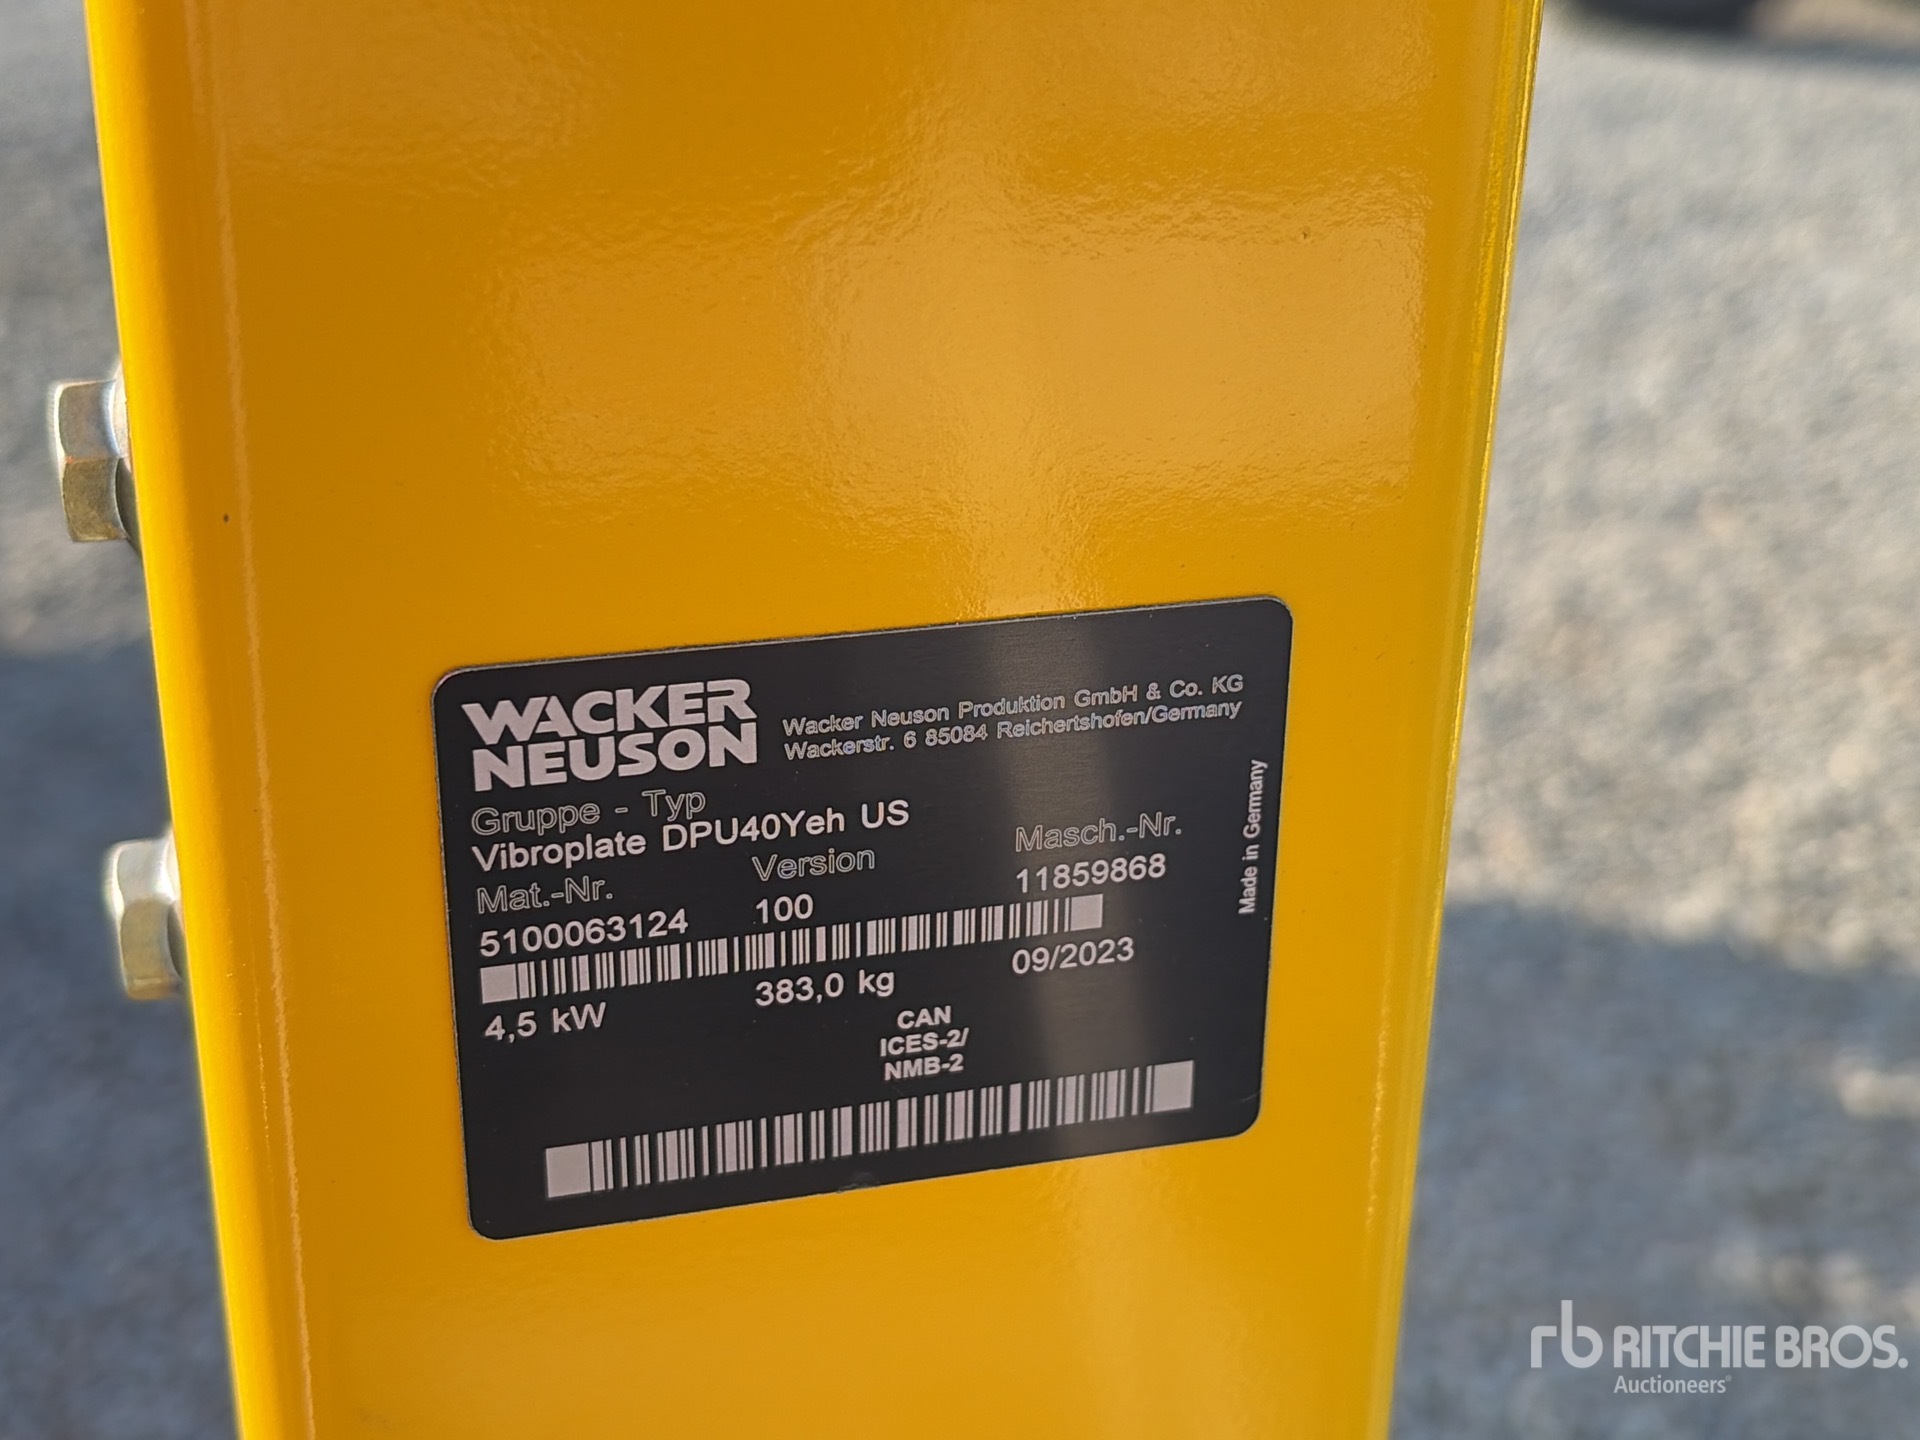 WACKER
NEUSON
Wacker Neuson Produktion GmbH & Co. KG
Wackerstr. 6 85084 Reichertshofen/Germany
Gruppe - Typ
Vibroplate DPU40Yeh US
Mat.-Nr. Version Masch.-Nr.
5100063124 100 11859868
4,5 kW 383,0 kg 09/2023
CAN
ICES-2/
NMB-2
Made in Germany
rb RITCHIE BROS.
Auctioneers